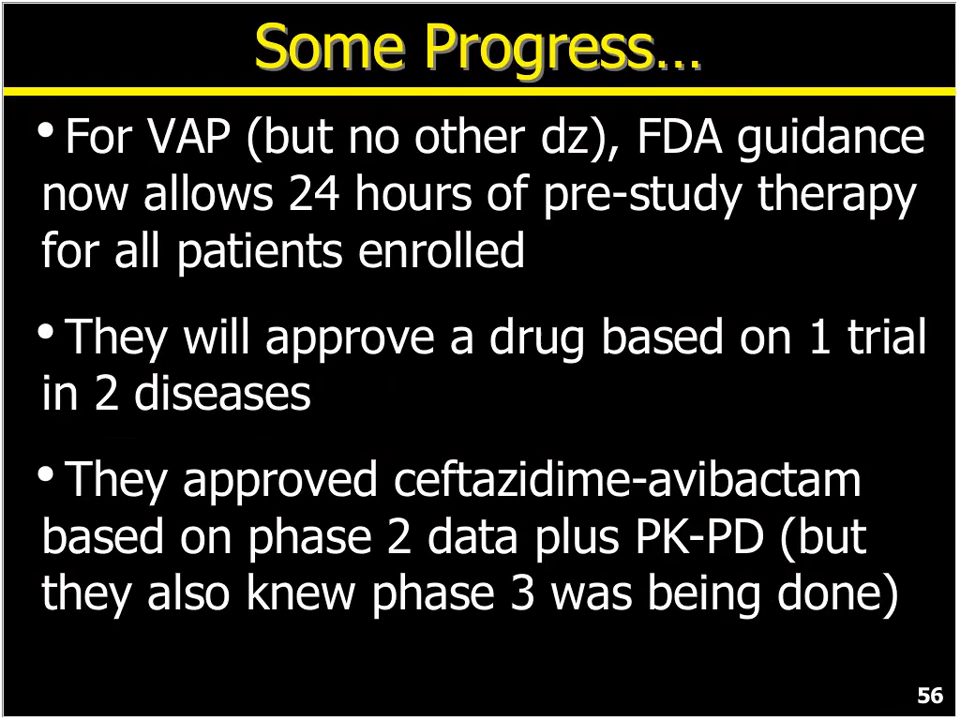 Some Progress…
•For VAP (but no other dz), FDA guidance
now allows 24 hours of pre-study therapy
for all patients enrolled
•They will approve a drug based on 1 trial
in 2 diseases
•They approved ceftazidime-avibactam
based on phase 2 data plus PK-PD (but
they also knew phase 3 was being done)
56